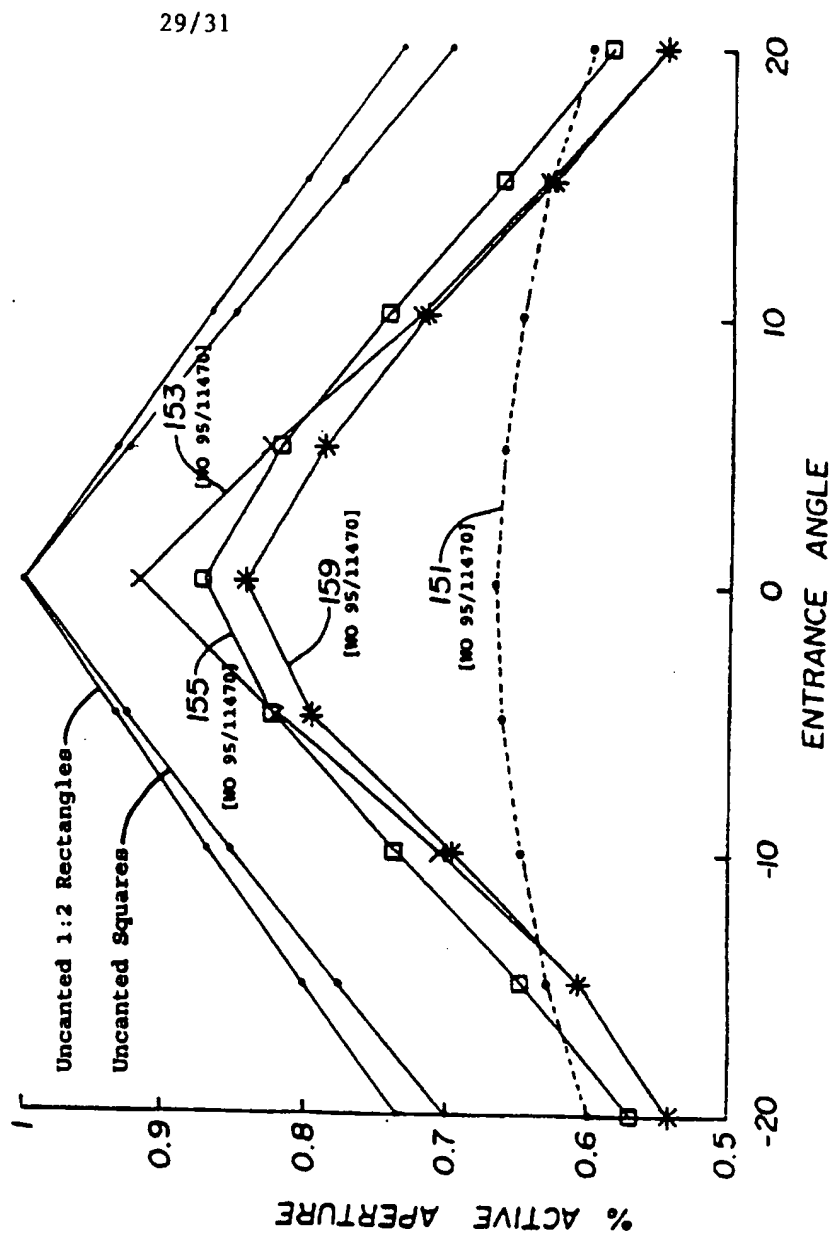 29/31
Uncanted 1:2 Rectangles
Uncanted Squares
153
[WO 95/11470]
155
[WO 95/11470]
159
[WO 95/11470]
151
[WO 95/11470]
% ACTIVE APERTURE
1
0.9
0.8
0.7
0.6
0.5
-20
-10
0
10
20
ENTRANCE ANGLE